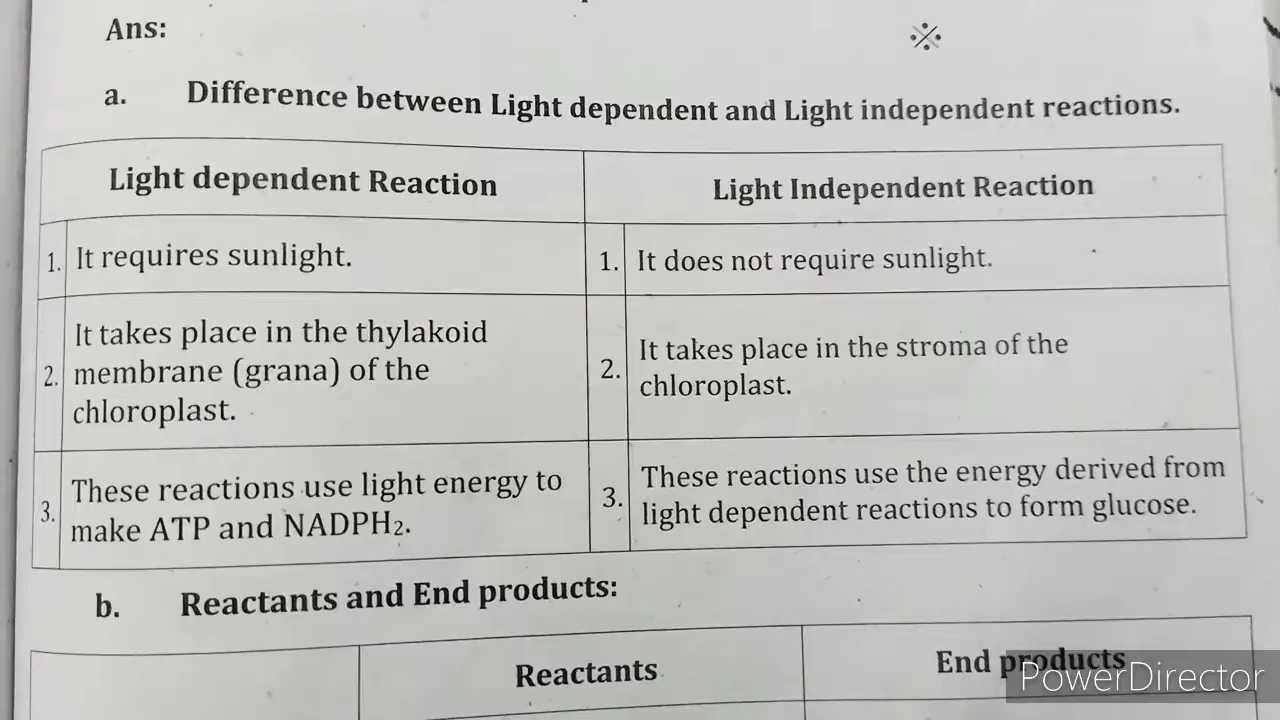 Ans:
※
a. Difference between Light dependent and Light independent reactions.
Light dependent Reaction
Light Independent Reaction
1. It requires sunlight.
1. It does not require sunlight.
It takes place in the thylakoid
2. membrane (grana) of the
chloroplast.
2. It takes place in the stroma of the
chloroplast.
3. These reactions use light energy to
make ATP and NADPH₂.
3. These reactions use the energy derived from
light dependent reactions to form glucose.
b. Reactants and End products:
Reactants
End products
PowerDirector